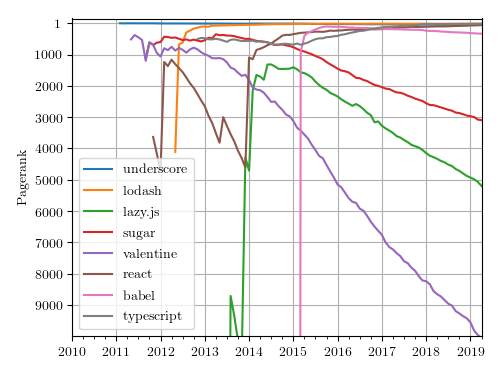 1
1000
2000
3000
4000
5000
6000
7000
8000
9000
Pagerank
underscore
lodash
lazy.js
sugar
valentine
react
babel
typescript
2010 2011 2012 2013 2014 2015 2016 2017 2018 2019